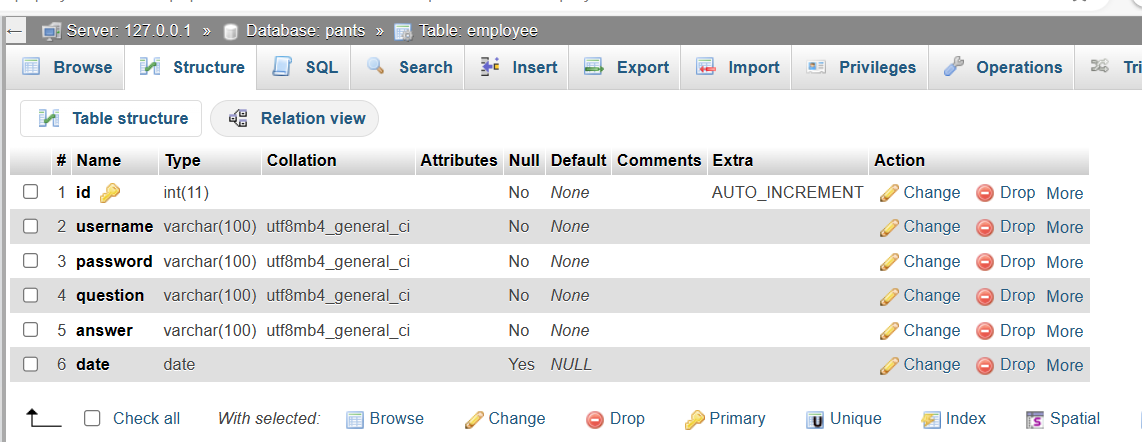 Server: 127.0.0.1 » Database: pants » Table: employee
Browse Structure SQL Search Insert Export Import Privileges Operations Tri
Table structure Relation view
# Name Type Collation Attributes Null Default Comments Extra Action
1 id int(11) No None AUTO_INCREMENT Change Drop More
2 username varchar(100) utf8mb4_general_ci No None Change Drop More
3 password varchar(100) utf8mb4_general_ci No None Change Drop More
4 question varchar(100) utf8mb4_general_ci No None Change Drop More
5 answer varchar(100) utf8mb4_general_ci No None Change Drop More
6 date date Yes NULL Change Drop More
Check all With selected: Browse Change Drop Primary Unique Index Spatial